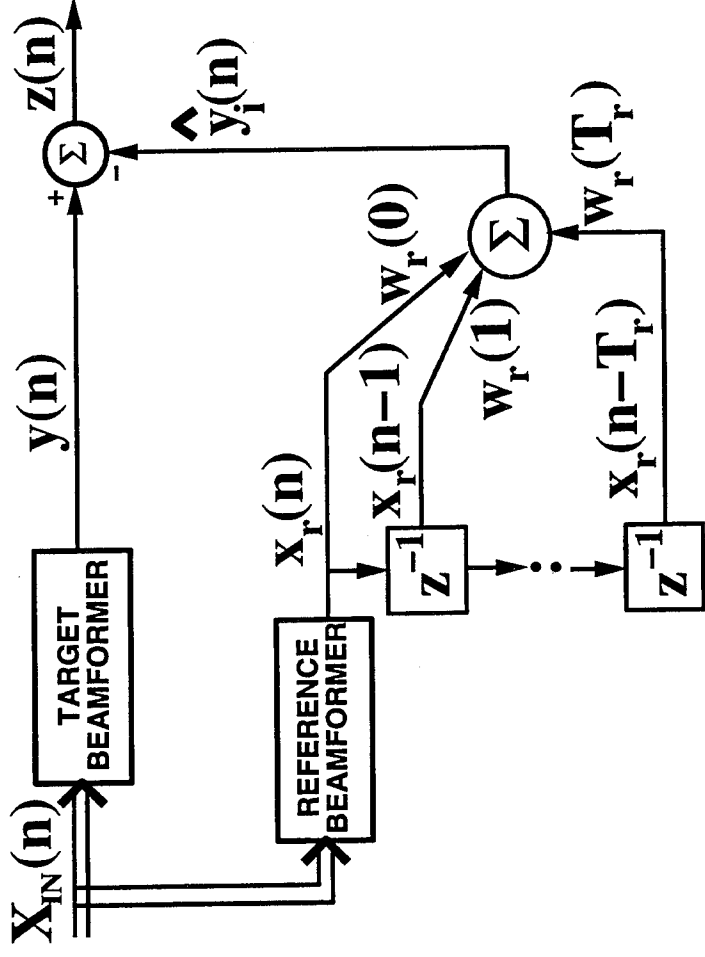 X_IN(n)
TARGET
BEAMFORMER
y(n)
+
Σ
−
z(n)
ŷ_i(n)
REFERENCE
BEAMFORMER
x_r(n)
w_r(0)
z⁻¹
x_r(n−1)
w_r(1)
Σ
z⁻¹
x_r(n−T_r)
w_r(T_r)